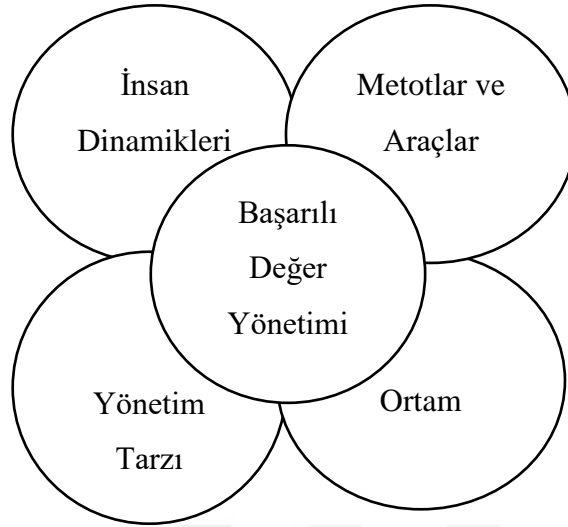 İnsan
Dinamikleri
Metotlar ve
Araçlar
Başarılı
Değer
Yönetimi
Yönetim
Tarzı
Ortam